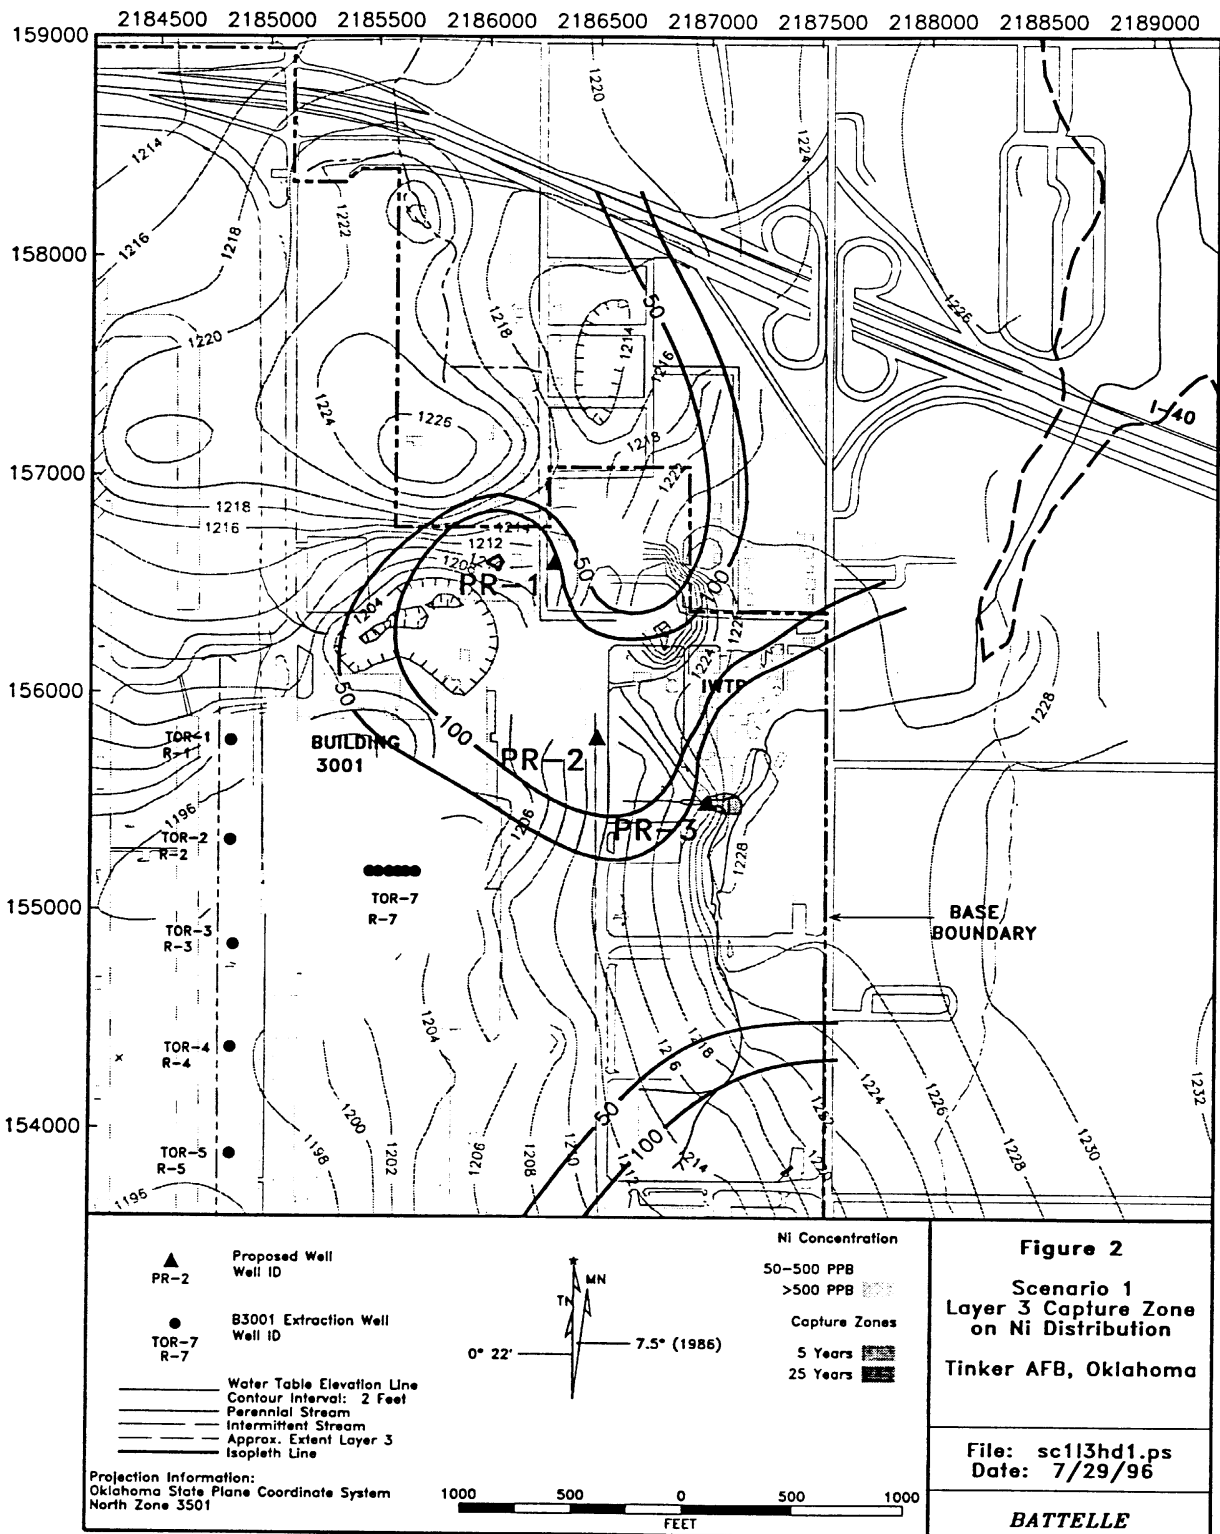 2184500 2185000 2185500 2186000 2186500 2187000 2187500 2188000 2188500 2189000
159000
158000
157000
156000
155000
154000
1214
1216
1218
1220
1222
1224
1226
1218
1216
1218
1220
1224
1226
1214
1216
1218
1222
1214
1212
1208
1204
50
50
100
I-40
PR-1
50
100
PR-2
PR-3
1224
IWTP
1228
1228
1206
BUILDING
3001
TOR-1
R-1
1196
TOR-2
R-2
TOR-3
R-3
TOR-4
R-4
TOR-5
R-5
TOR-7
R-7
BASE
BOUNDARY
1204
1216
1218
50
100
1196
1198
1200
1202
1206
1208
1210
1212
1214
1224
1226
1228
1230
1232
PR-2
Proposed Well
Well ID
TOR-7
R-7
B3001 Extraction Well
Well ID
Water Table Elevation Line
Contour Interval: 2 Feet
Perennial Stream
Intermittent Stream
Approx. Extent Layer 3
Isopleth Line
Projection Information:
Oklahoma State Plane Coordinate System
North Zone 3501
TN
MN
0° 22'
7.5° (1986)
1000 500 0 500 1000
FEET
Ni Concentration
50-500 PPB
>500 PPB
Capture Zones
5 Years
25 Years
Figure 2
Scenario 1
Layer 3 Capture Zone
on Ni Distribution
Tinker AFB, Oklahoma
File: sc1l3hd1.ps
Date: 7/29/96
BATTELLE